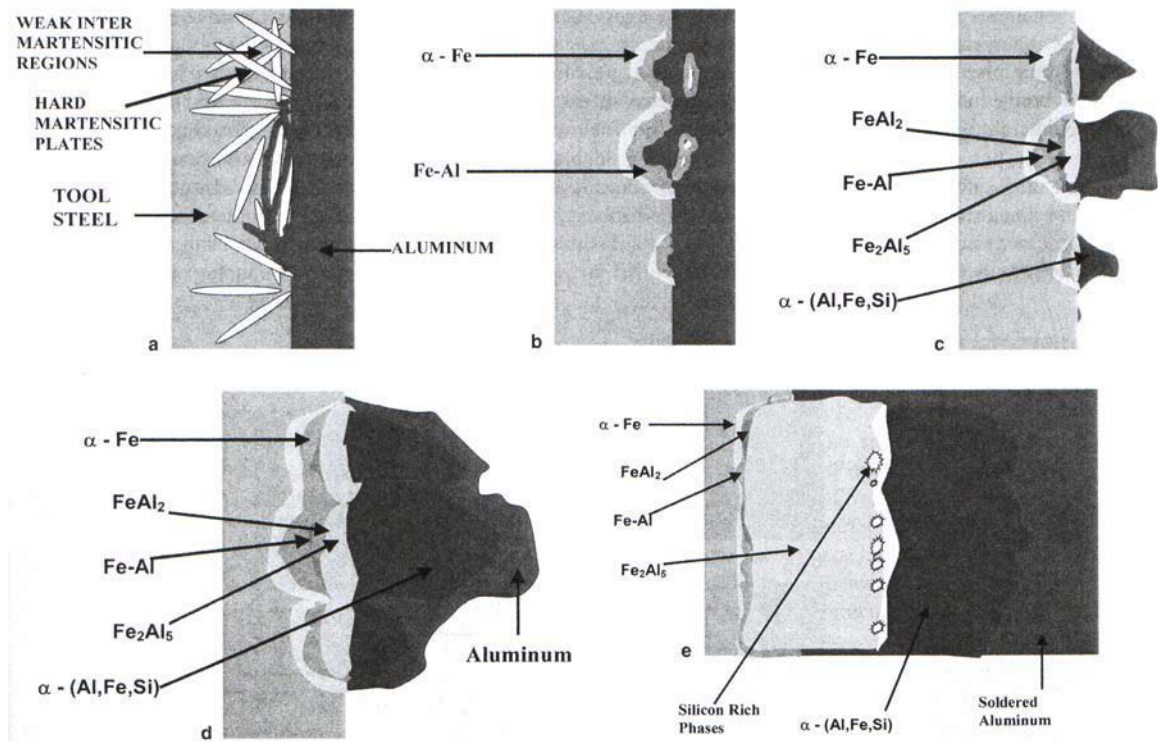 WEAK INTER
MARTENSITIC
REGIONS
HARD
MARTENSITIC
PLATES
TOOL
STEEL
ALUMINUM
a
α - Fe
Fe-Al
b
α - Fe
FeAl₂
Fe-Al
Fe₂Al₅
α - (Al,Fe,Si)
c
α - Fe
FeAl₂
Fe-Al
Fe₂Al₅
α - (Al,Fe,Si)
Aluminum
d
α - Fe
FeAl₂
Fe-Al
Fe₂Al₅
e
Silicon Rich
Phases
α - (Al,Fe,Si)
Soldered
Aluminum